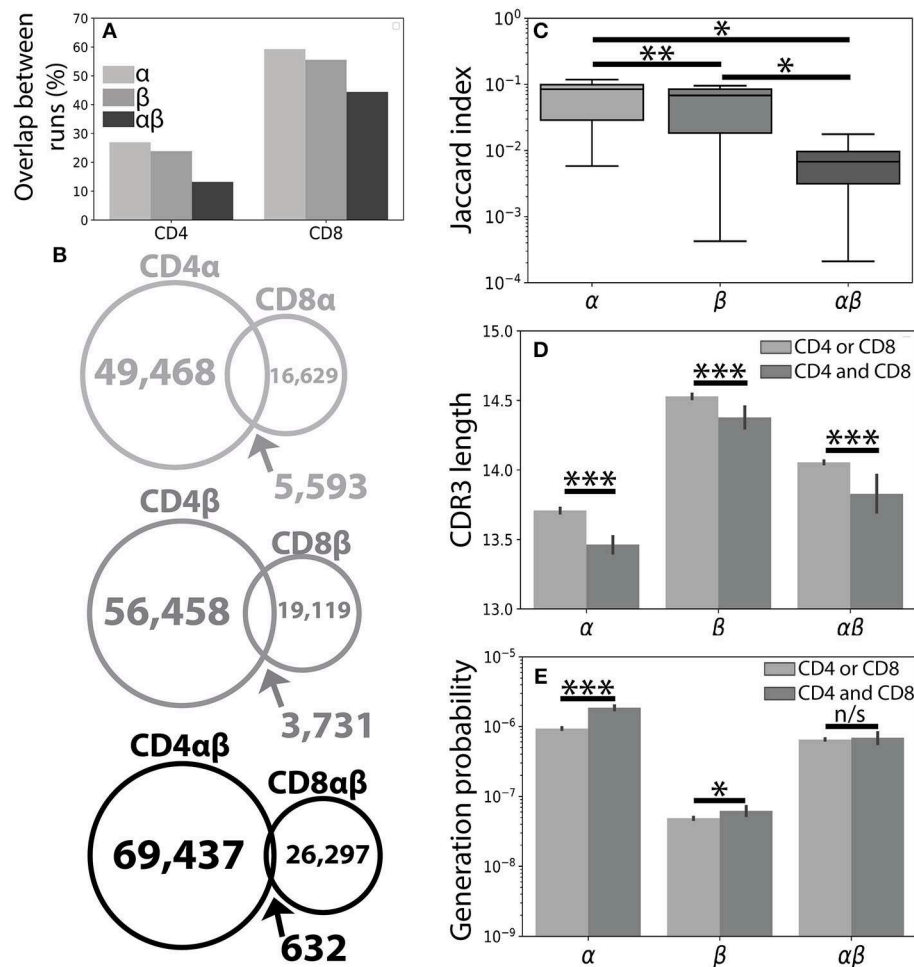 A
Overlap between
runs (%)
70
60
50
40
30
20
10
0
α
β
αβ
CD4
CD8
B
CD4α
CD8α
49,468
16,629
5,593
CD4β
CD8β
56,458
19,119
3,731
CD4αβ
CD8αβ
69,437
26,297
632
C
Jaccard index
10⁰
10⁻¹
10⁻²
10⁻³
10⁻⁴
*
**
*
α
β
αβ
D
CDR3 length
15.0
14.5
14.0
13.5
13.0
CD4 or CD8
CD4 and CD8
***
***
***
α
β
αβ
E
Generation probability
10⁻⁵
10⁻⁶
10⁻⁷
10⁻⁸
10⁻⁹
CD4 or CD8
CD4 and CD8
***
*
n/s
α
β
αβ